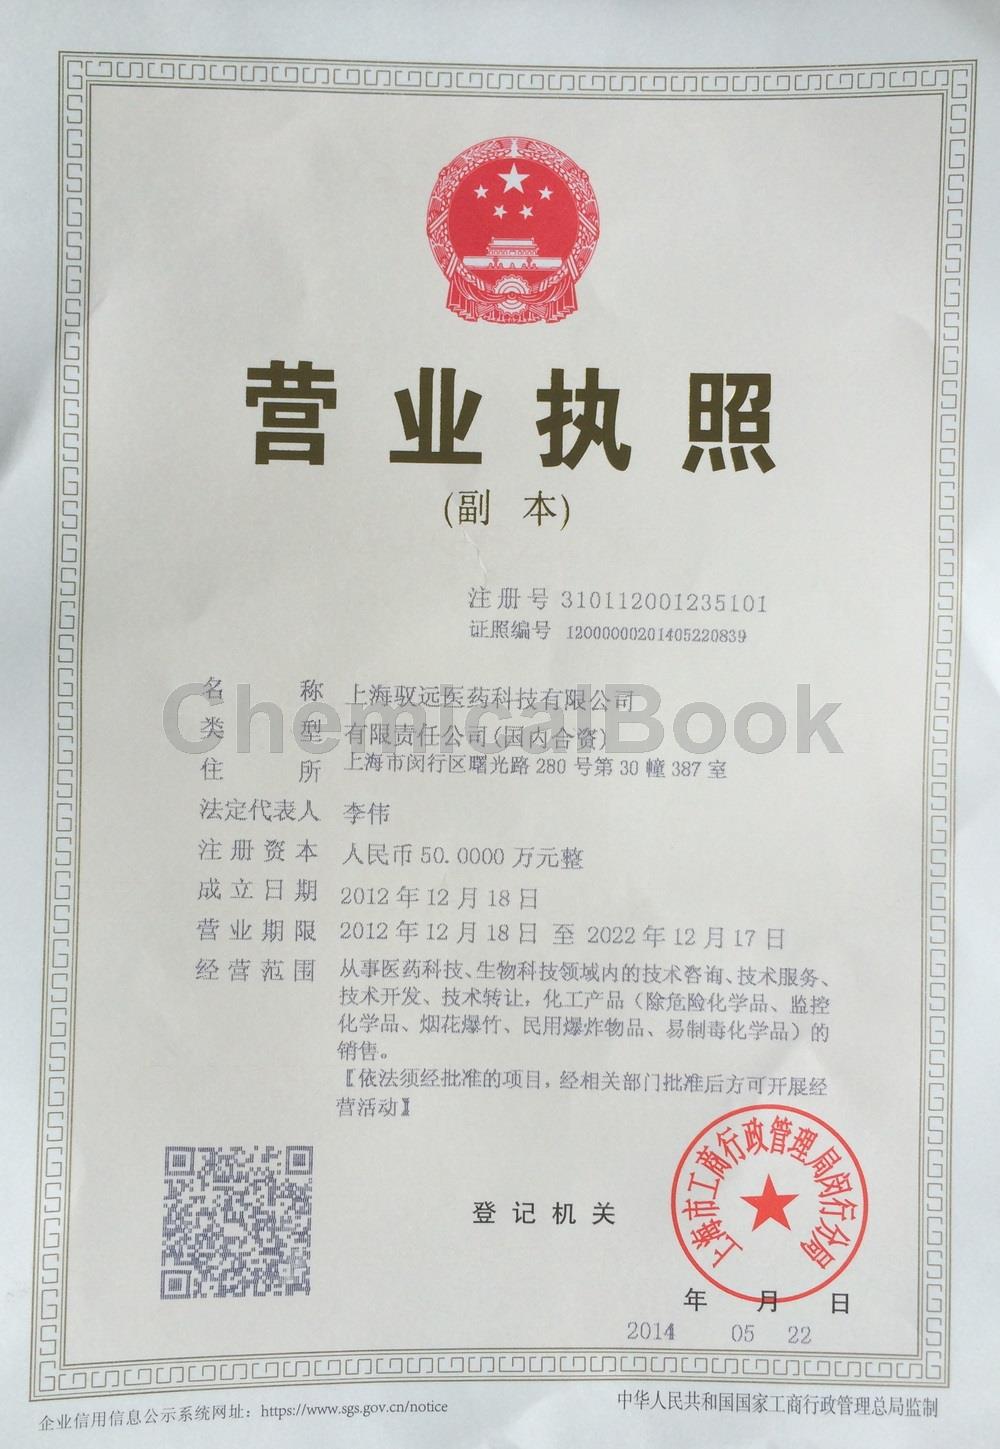 营业执照
(副 本)
注册号 310112001235101
证照编号 12000000201405220839
名称 上海驭远医药科技有限公司
ChemicalBook
类型 有限责任公司(国内合资)
住所 上海市闵行区曙光路280号第30幢387室
法定代表人 李伟
注册资本 人民币50.0000万元整
成立日期 2012年12月18日
营业期限 2012年12月18日 至 2022年12月17日
经营范围 从事医药科技、生物科技领域内的技术咨询、技术服务、
技术开发、技术转让，化工产品（除危险化学品、监控
化学品、烟花爆竹、民用爆炸物品、易制毒化学品）的
销售。
【依法须经批准的项目，经相关部门批准后方可开展经
营活动】
登记机关
上海市工商行政管理局闵行分局
年 月 日
2014 05 22
企业信用信息公示系统网址：https://www.sgs.gov.cn/notice
中华人民共和国国家工商行政管理总局监制